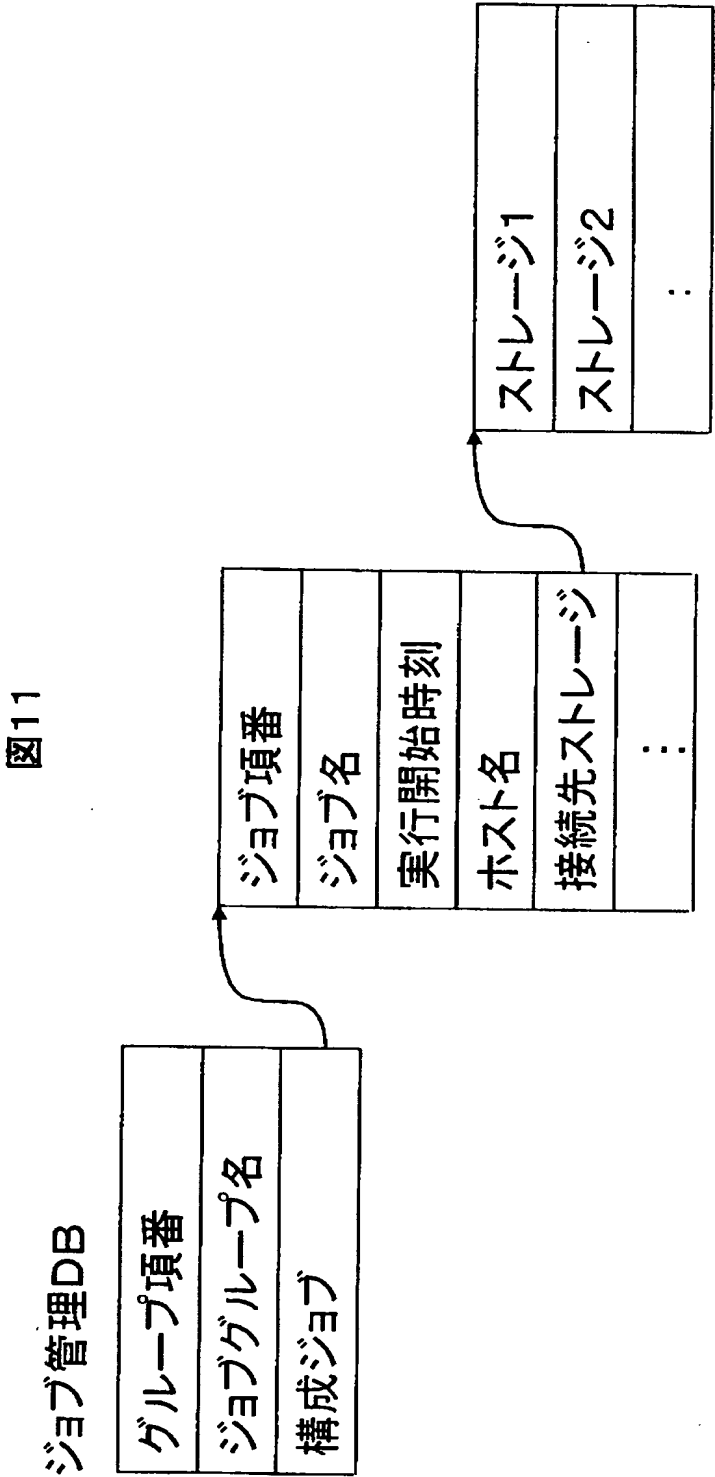 図11
ジョブ管理DB
グループ項番
ジョブグループ名
構成ジョブ
ジョブ項番
ジョブ名
実行開始時刻
ホスト名
接続先ストレージ
⋮
ストレージ1
ストレージ2
: